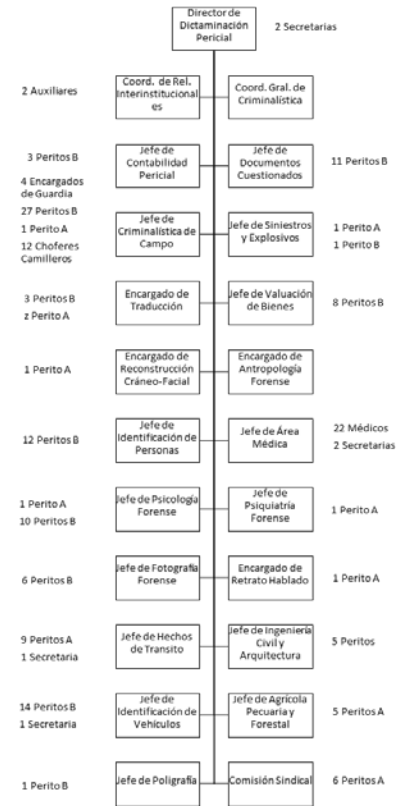 Director de
Dictaminación
Pericial
2 Secretarias
2 Auxiliares
Coord. de Rel.
Interinstitucional
es
Coord. Gral. de
Criminalística
3 Peritos B
Jefe de
Contabilidad
Pericial
Jefe de
Documentos
Cuestionados
11 Peritos B
4 Encargados
de Guardia
27 Peritos B
1 Perito A
12 Choferes
Camilleros
Jefe de
Criminalística de
Campo
Jefe de Siniestros
y Explosivos
1 Perito A
1 Perito B
3 Peritos B
z Perito A
Encargado de
Traducción
Jefe de Valuación
de Bienes
8 Peritos B
1 Perito A
Encargado de
Reconstrucción
Cráneo-Facial
Encargado de
Antropología
Forense
12 Peritos B
Jefe de
Identificación de
Personas
Jefe de Área
Médica
22 Médicos
2 Secretarias
1 Perito A
10 Peritos B
Jefe de Psicología
Forense
Jefe de
Psiquiatría
Forense
1 Perito A
6 Peritos B
Jefe de Fotografía
Forense
Encargado de
Retrato Hablado
1 Perito A
9 Peritos A
1 Secretaria
Jefe de Hechos
de Transito
Jefe de Ingeniería
Civil y
Arquitectura
5 Peritos
14 Peritos B
1 Secretaria
Jefe de
Identificación de
Vehículos
Jefe de Agrícola
Pecuaria y
Forestal
5 Peritos A
1 Perito B
Jefe de Poligrafía
Comisión Sindical
6 Peritos A